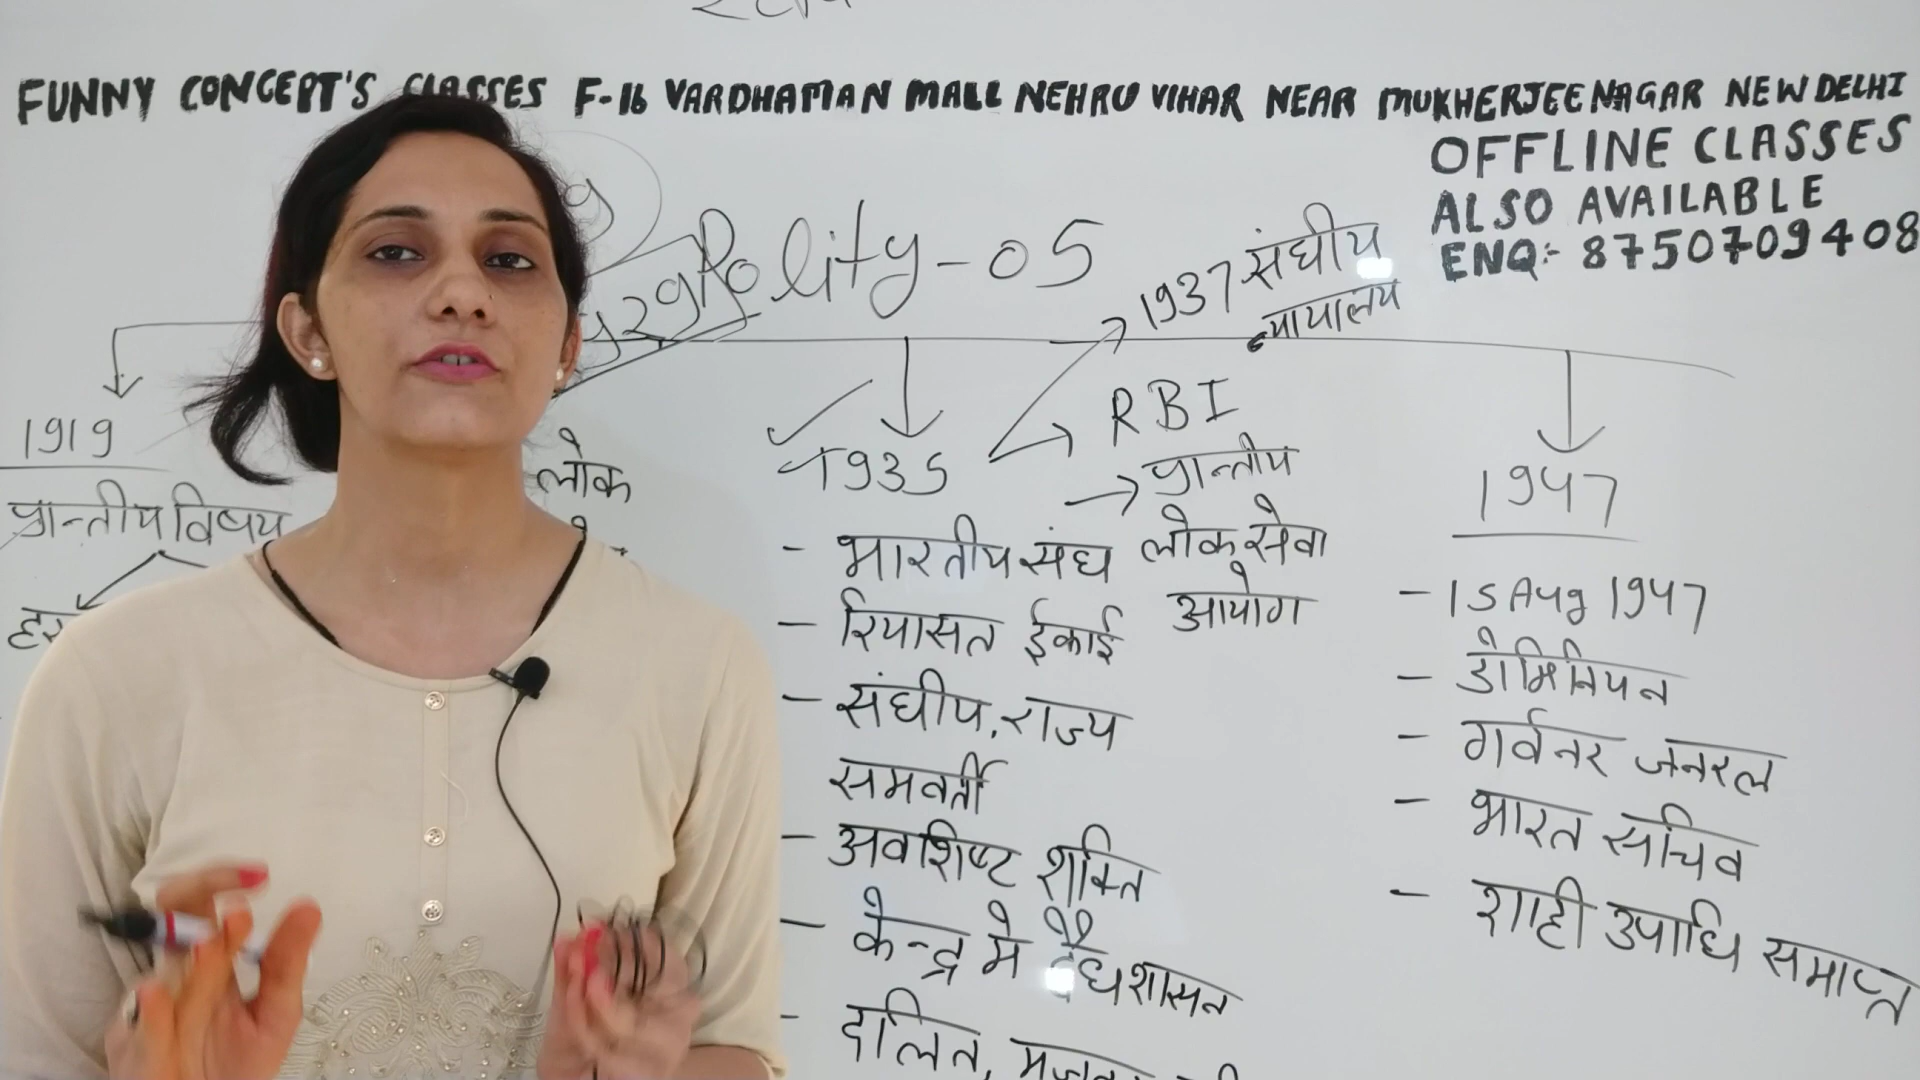 FUNNY CONCEPT'S CLASSES F-16 VARDHAMAN MALL NEHRU VIHAR NEAR MUKHERJEE NAGAR NEW DELHI
OFFLINE CLASSES
ALSO AVAILABLE
ENQ:- 8750709408
Polity-05
1919
प्रान्तीय विषय
लोक
1935
- भारतीय संघ
- रियासत ईकाई
- संघीय, राज्य
समवर्ती
- अवशिष्ट शक्ति
- केन्द्र मे द्वैधशासन
- दलित,
1937 संघीय
न्यायालय
RBI
प्रान्तीय
लोक सेवा
आयोग
1947
- 15 Aug 1947
- डोमिनियन
- गर्वनर जनरल
- भारत सचिव
- शाही उपाधि समाप्त